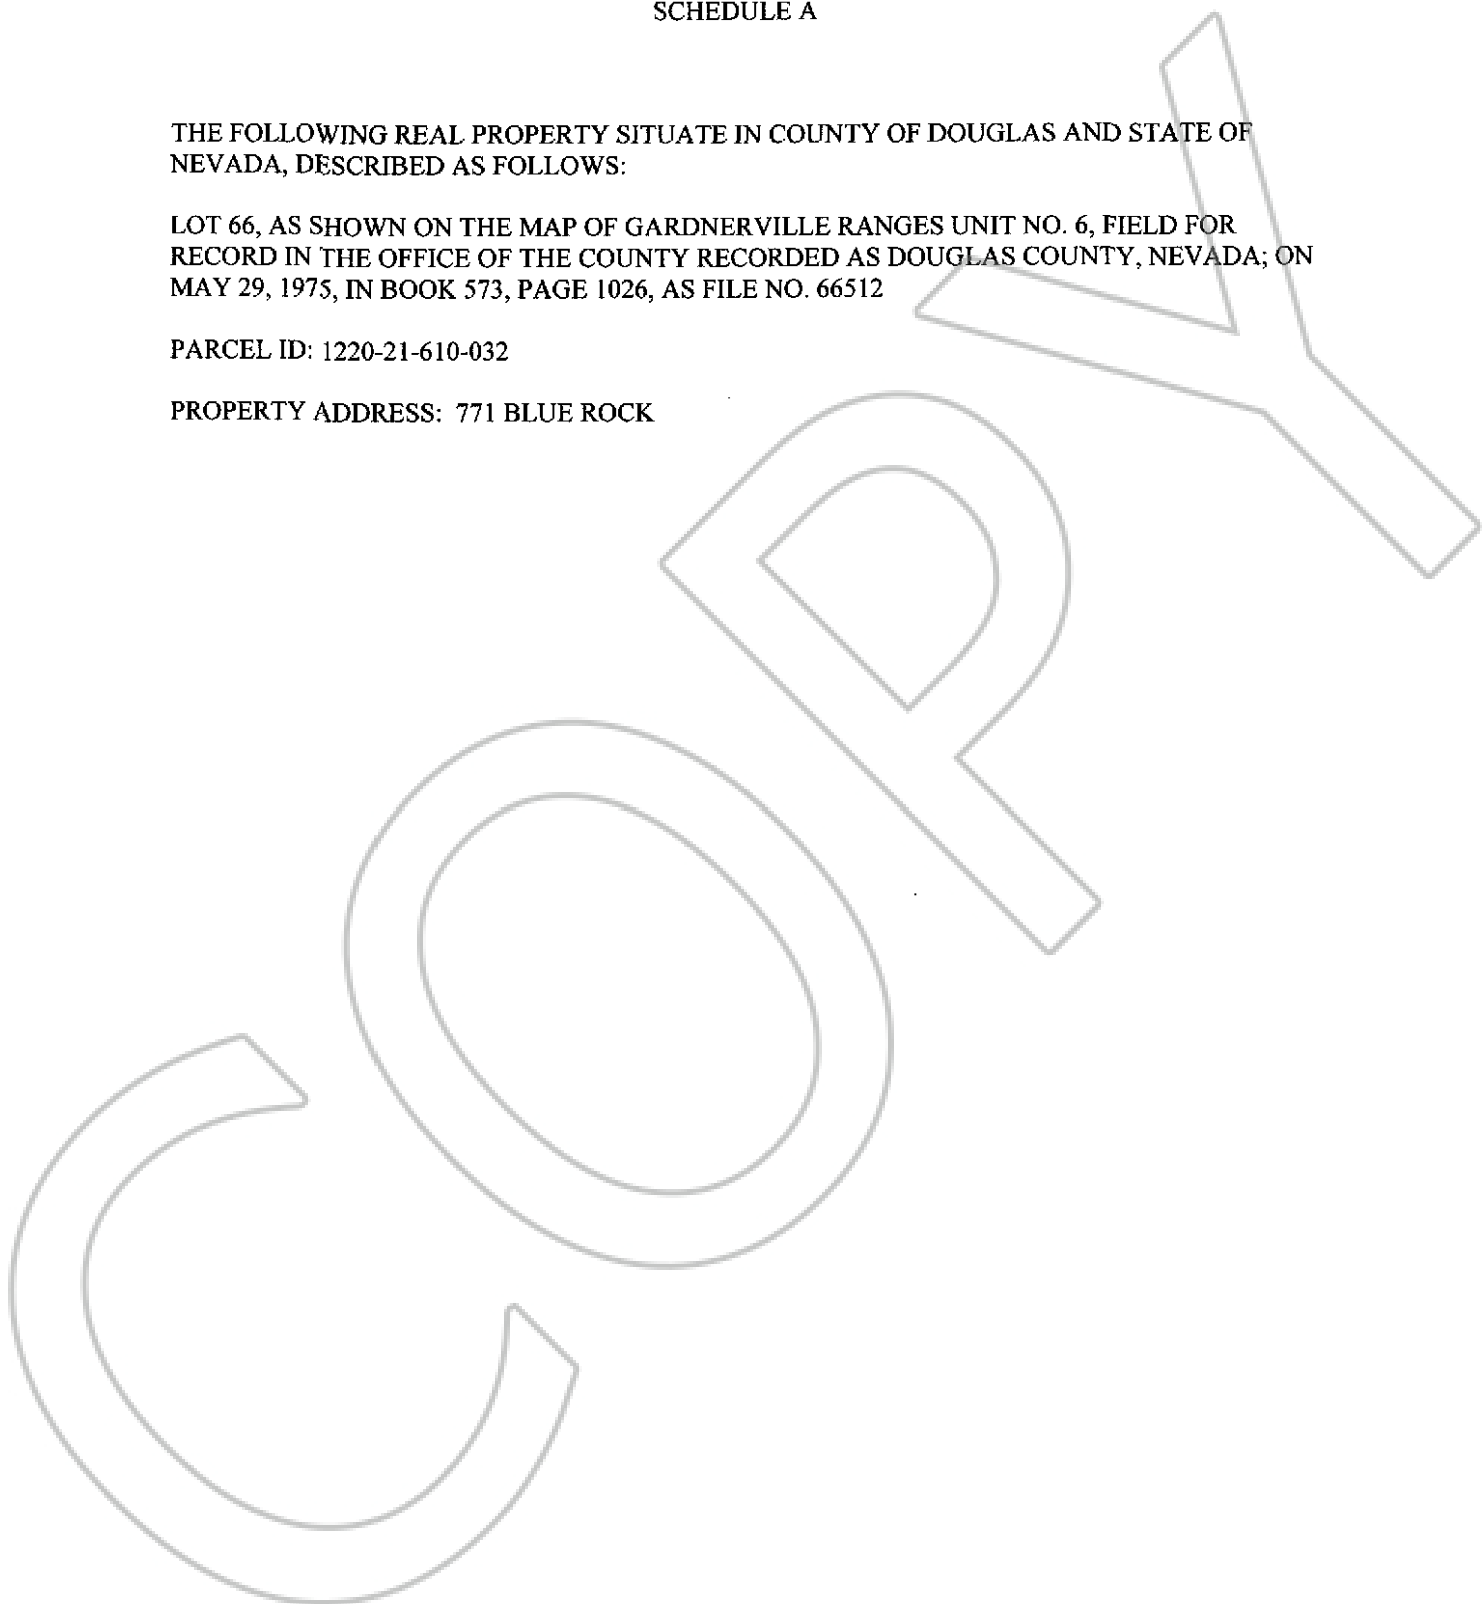 SCHEDULE A
THE FOLLOWING REAL PROPERTY SITUATE IN COUNTY OF DOUGLAS AND STATE OF
NEVADA, DESCRIBED AS FOLLOWS:
LOT 66, AS SHOWN ON THE MAP OF GARDNERVILLE RANGES UNIT NO. 6, FIELD FOR
RECORD IN THE OFFICE OF THE COUNTY RECORDED AS DOUGLAS COUNTY, NEVADA; ON
MAY 29, 1975, IN BOOK 573, PAGE 1026, AS FILE NO. 66512
PARCEL ID: 1220-21-610-032
PROPERTY ADDRESS: 771 BLUE ROCK
COPY